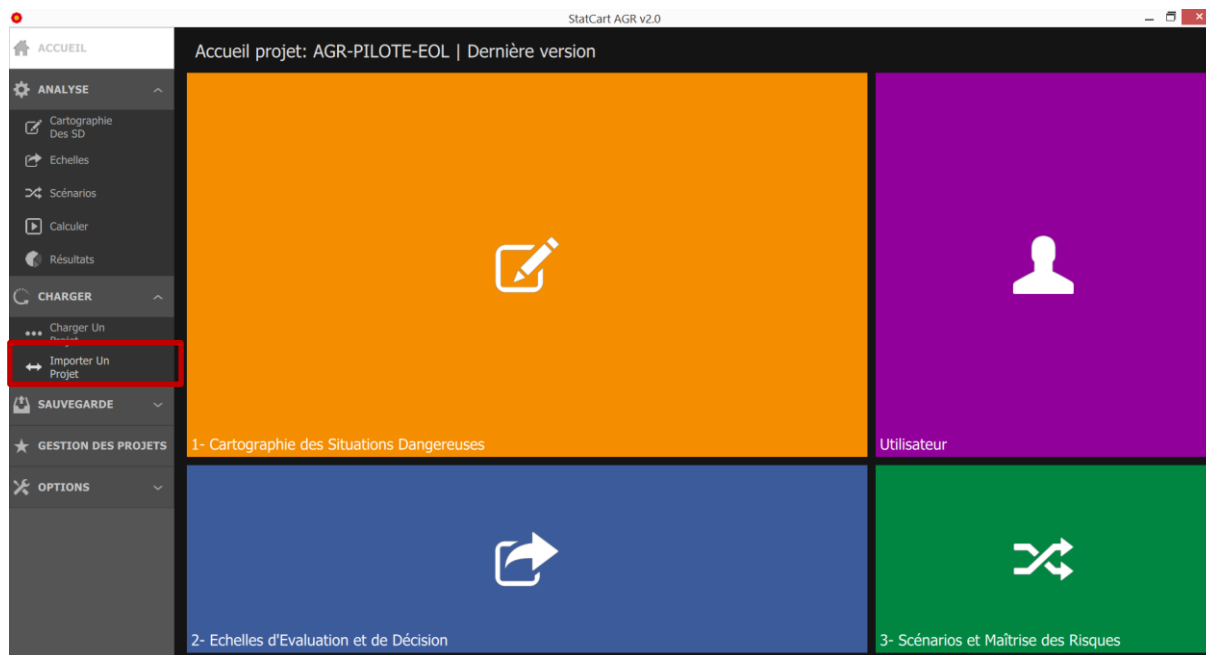 StatCart AGR v2.0
ACCUEIL
Accueil projet: AGR-PILOTE-EOL | Dernière version
ANALYSE
Cartographie
Des SD
Echelles
Scénarios
Calculer
Résultats
CHARGER
Charger Un
Projet
Importer Un
Projet
SAUVEGARDE
GESTION DES PROJETS
OPTIONS
1- Cartographie des Situations Dangereuses
Utilisateur
2- Echelles d'Evaluation et de Décision
3- Scénarios et Maîtrise des Risques